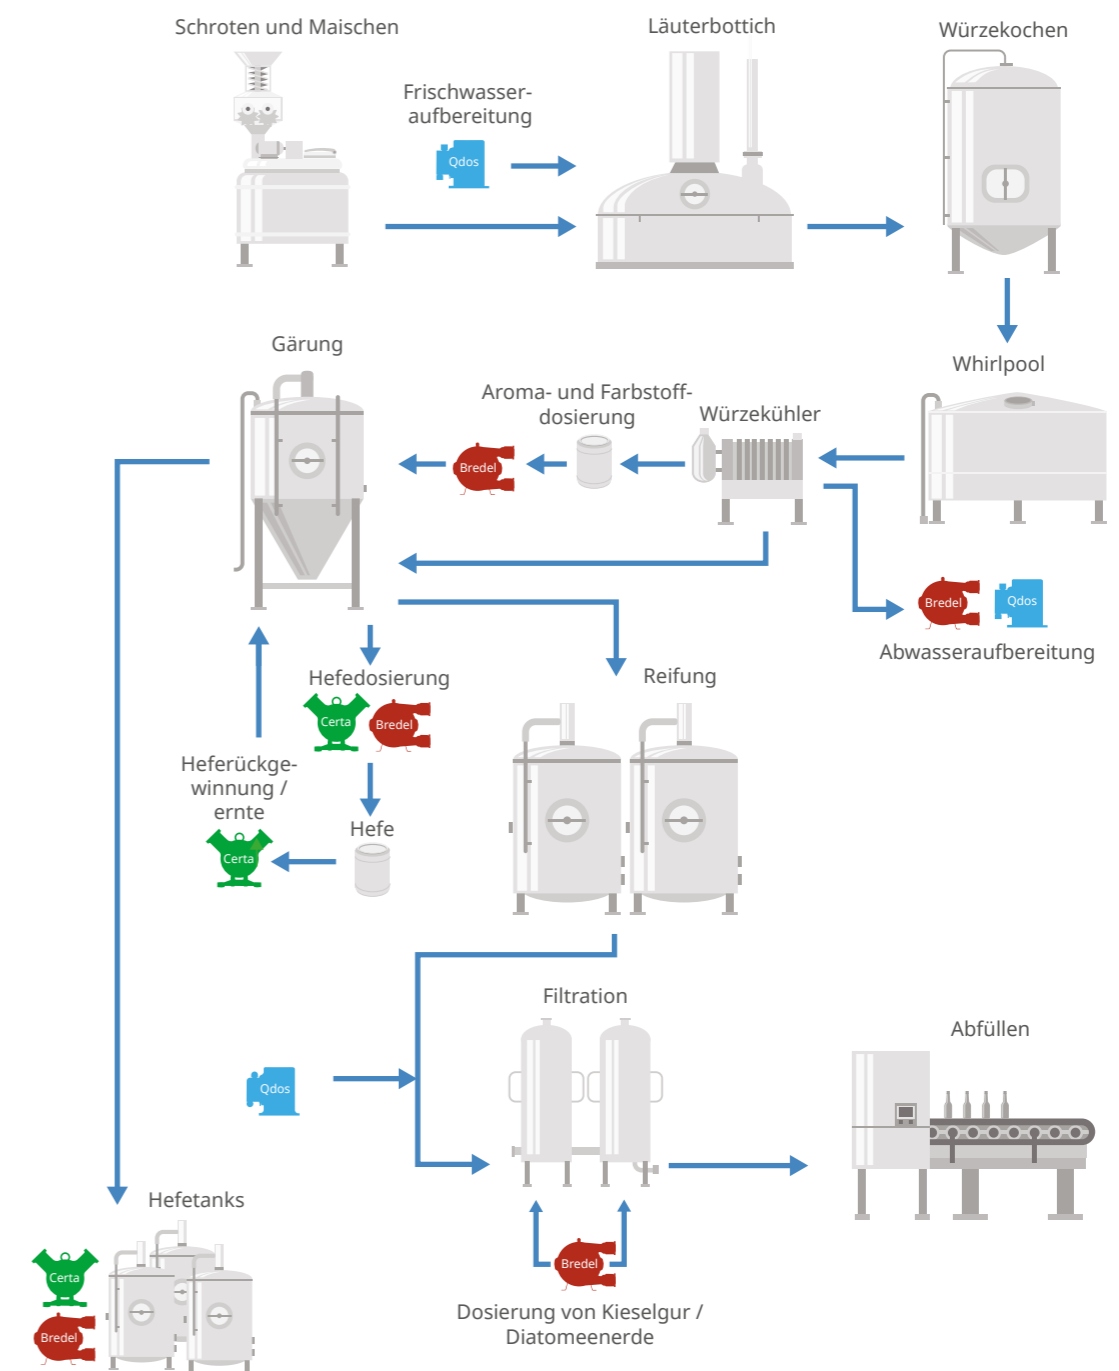 Schroten und Maischen
Läuterbottich
Würzekochen
Frischwasser-
aufbereitung
Qdos
Gärung
Whirlpool
Aroma- und Farbstoff-
dosierung
Würzekühler
Bredel
Bredel
Qdos
Abwasseraufbereitung
Hefedosierung
Certa
Bredel
Reifung
Heferückge-
winnung /
ernte
Certa
Hefe
Filtration
Abfüllen
Qdos
Hefetanks
Certa
Bredel
Bredel
Dosierung von Kieselgur /
Diatomeenerde